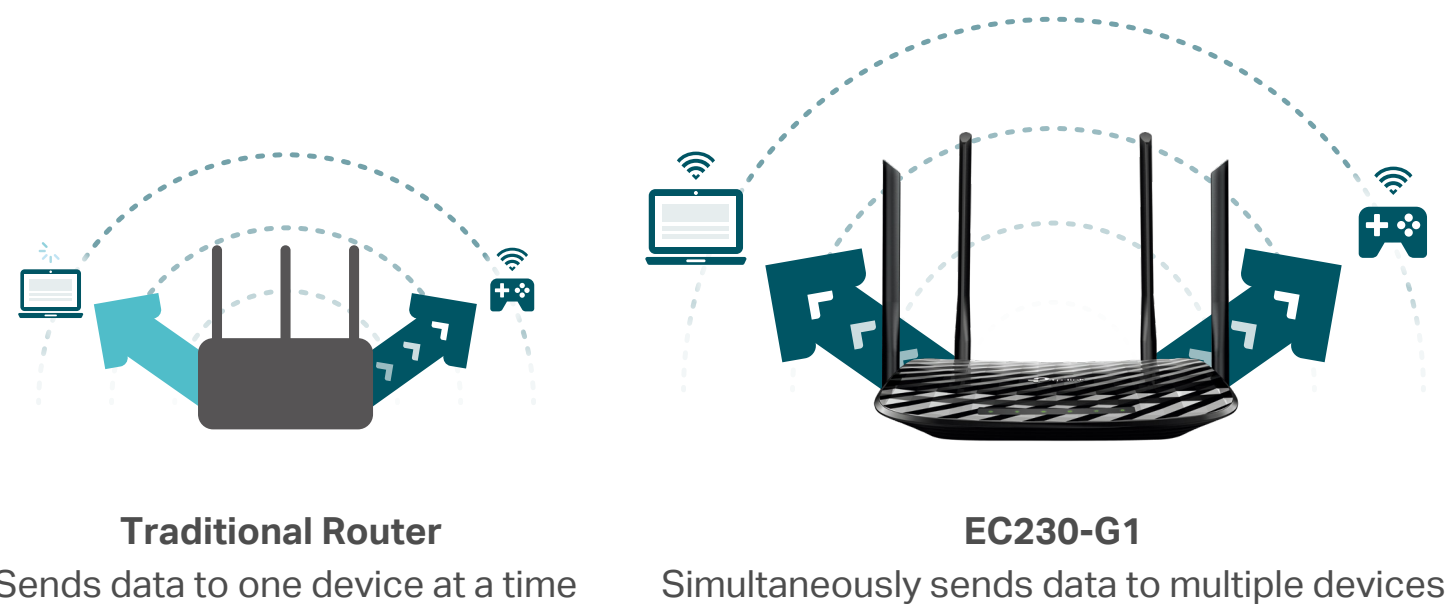 Traditional Router
Sends data to one device at a time
EC230-G1
Simultaneously sends data to multiple devices